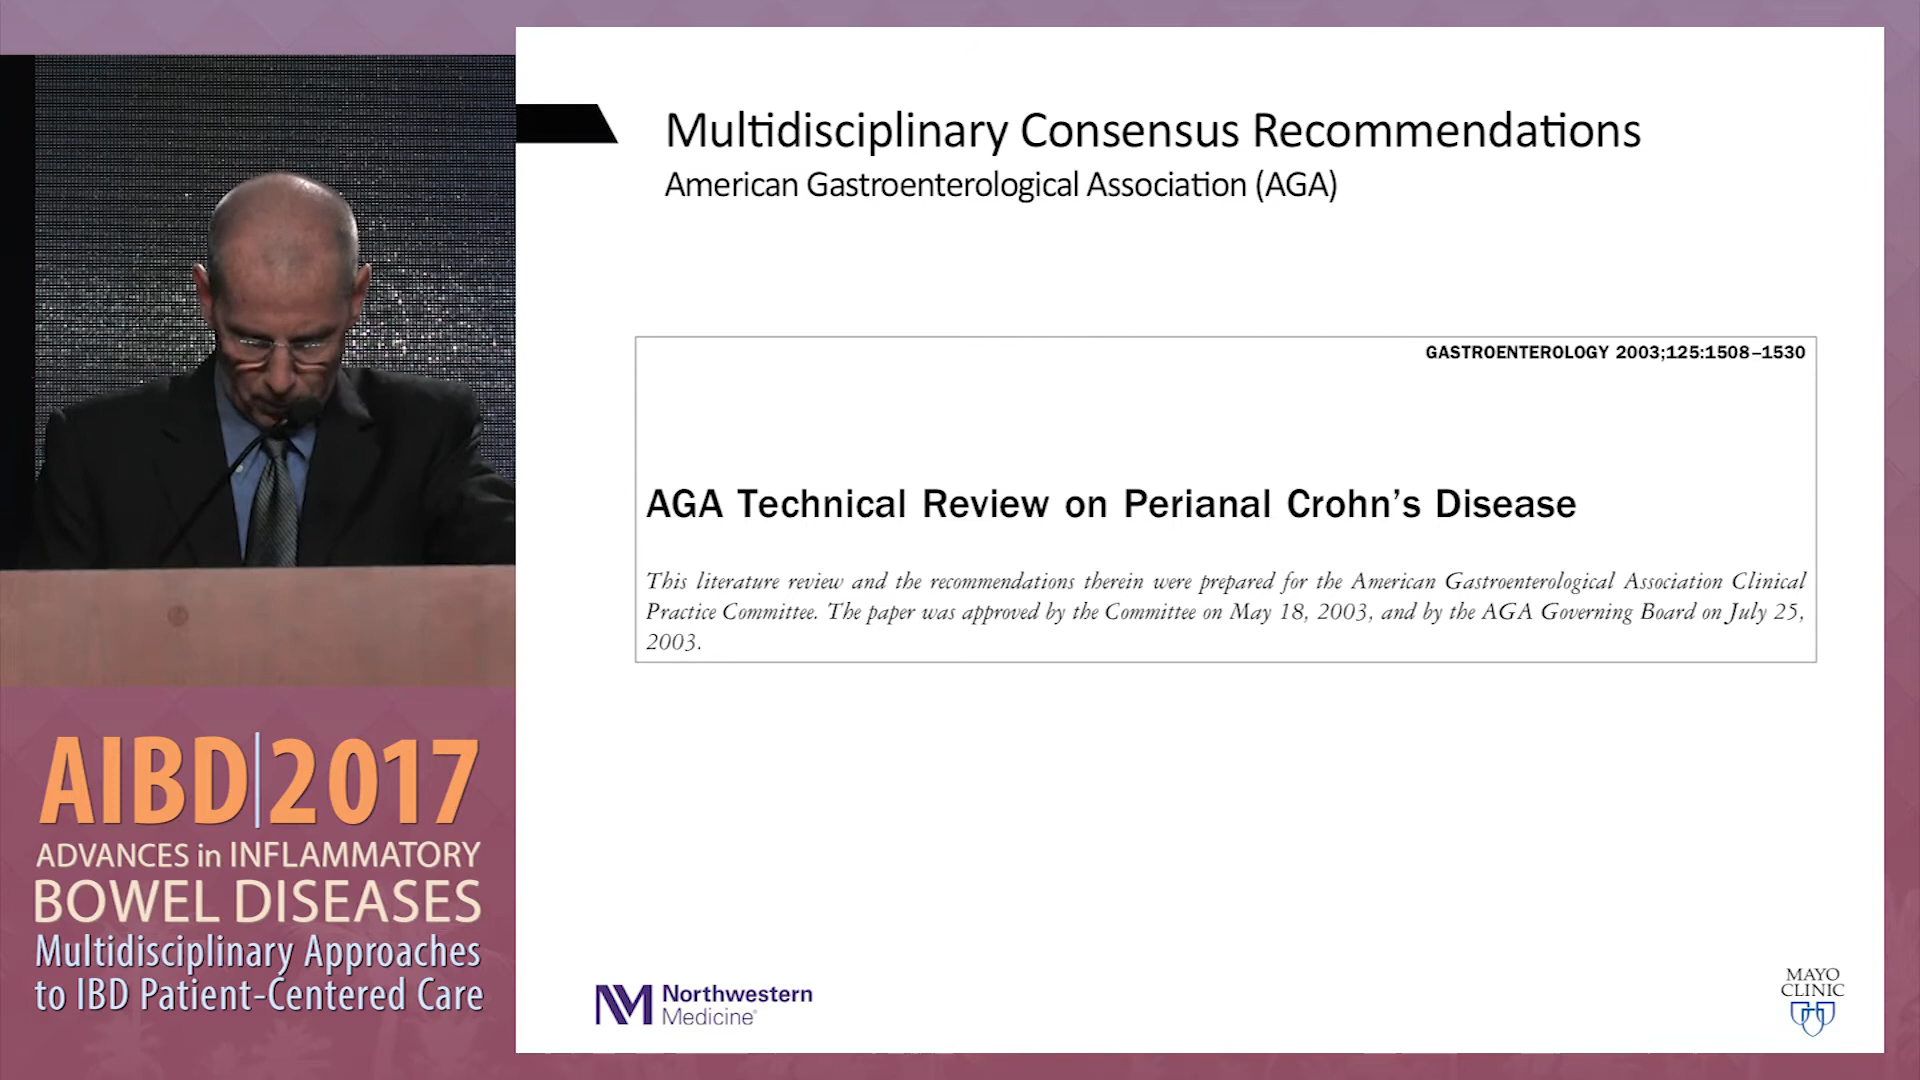 Multidisciplinary Consensus Recommendations
American Gastroenterological Association (AGA)
GASTROENTEROLOGY 2003;125:1508–1530
AGA Technical Review on Perianal Crohn’s Disease
This literature review and the recommendations therein were prepared for the American Gastroenterological Association Clinical
Practice Committee. The paper was approved by the Committee on May 18, 2003, and by the AGA Governing Board on July 25,
2003.
AIBD|2017
ADVANCES in INFLAMMATORY
BOWEL DISEASES
Multidisciplinary Approaches
to IBD Patient-Centered Care
NM Northwestern
Medicine®
MAYO
CLINIC